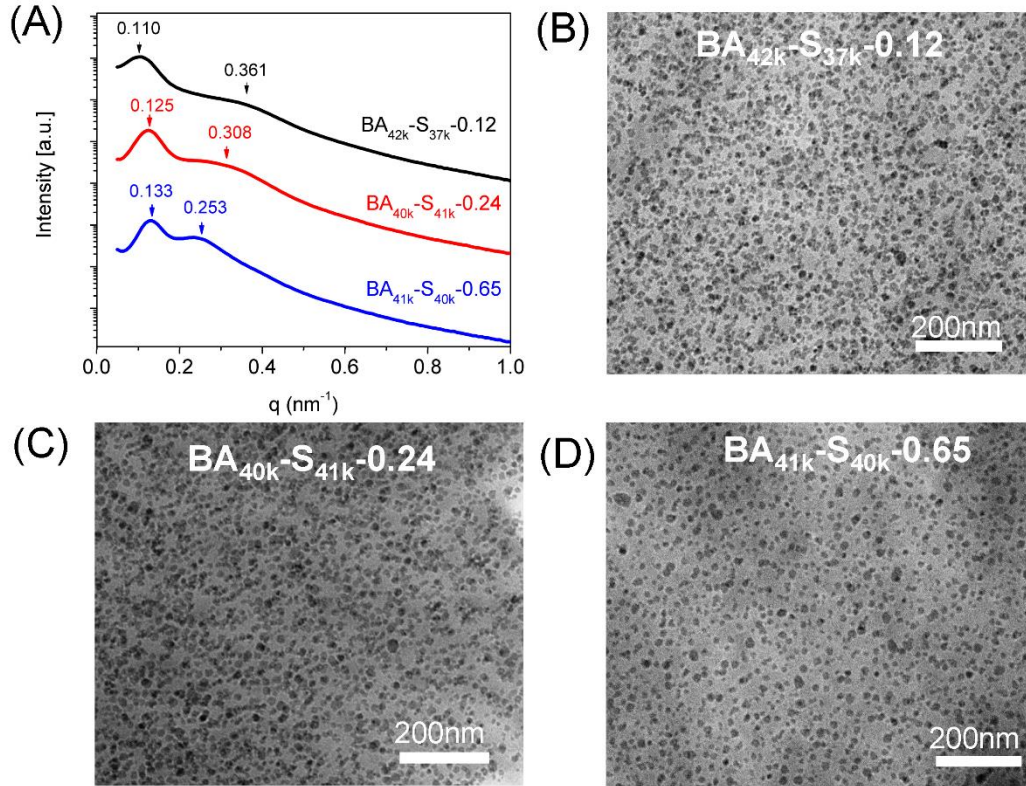 (A)
0.110
0.361
BA42k-S37k-0.12
0.125
0.308
BA40k-S41k-0.24
0.133
0.253
BA41k-S40k-0.65
Intensity [a.u.]
0.0 0.2 0.4 0.6 0.8 1.0
q (nm-1)
(B)
BA42k-S37k-0.12
200nm
(C)
BA40k-S41k-0.24
200nm
(D)
BA41k-S40k-0.65
200nm